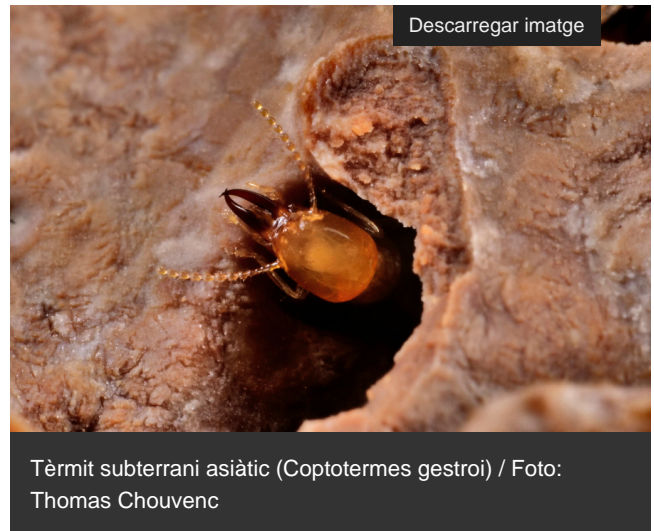 Descarregar imatge
Tèrmit subterrani asiàtic (Coptotermes gestroi) / Foto:
Thomas Chouvenc